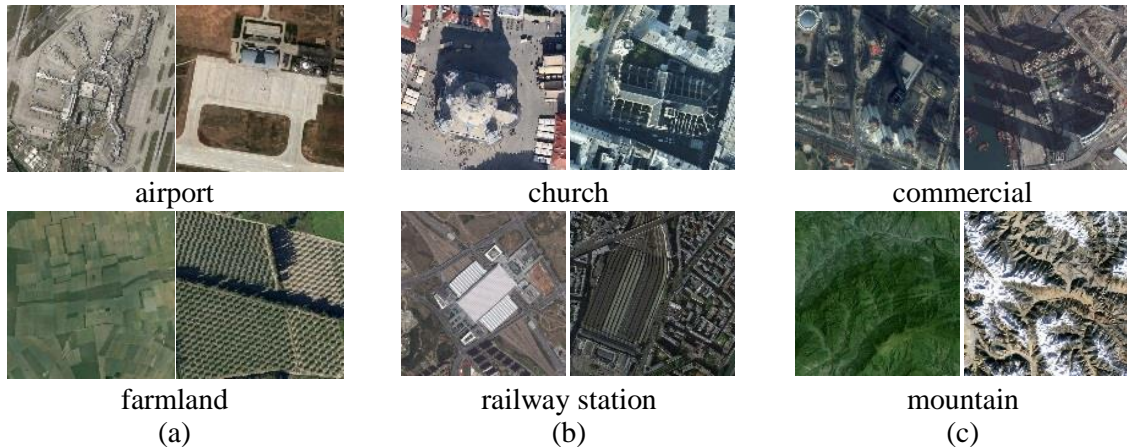 airport church commercial
farmland railway station mountain
(a) (b) (c)